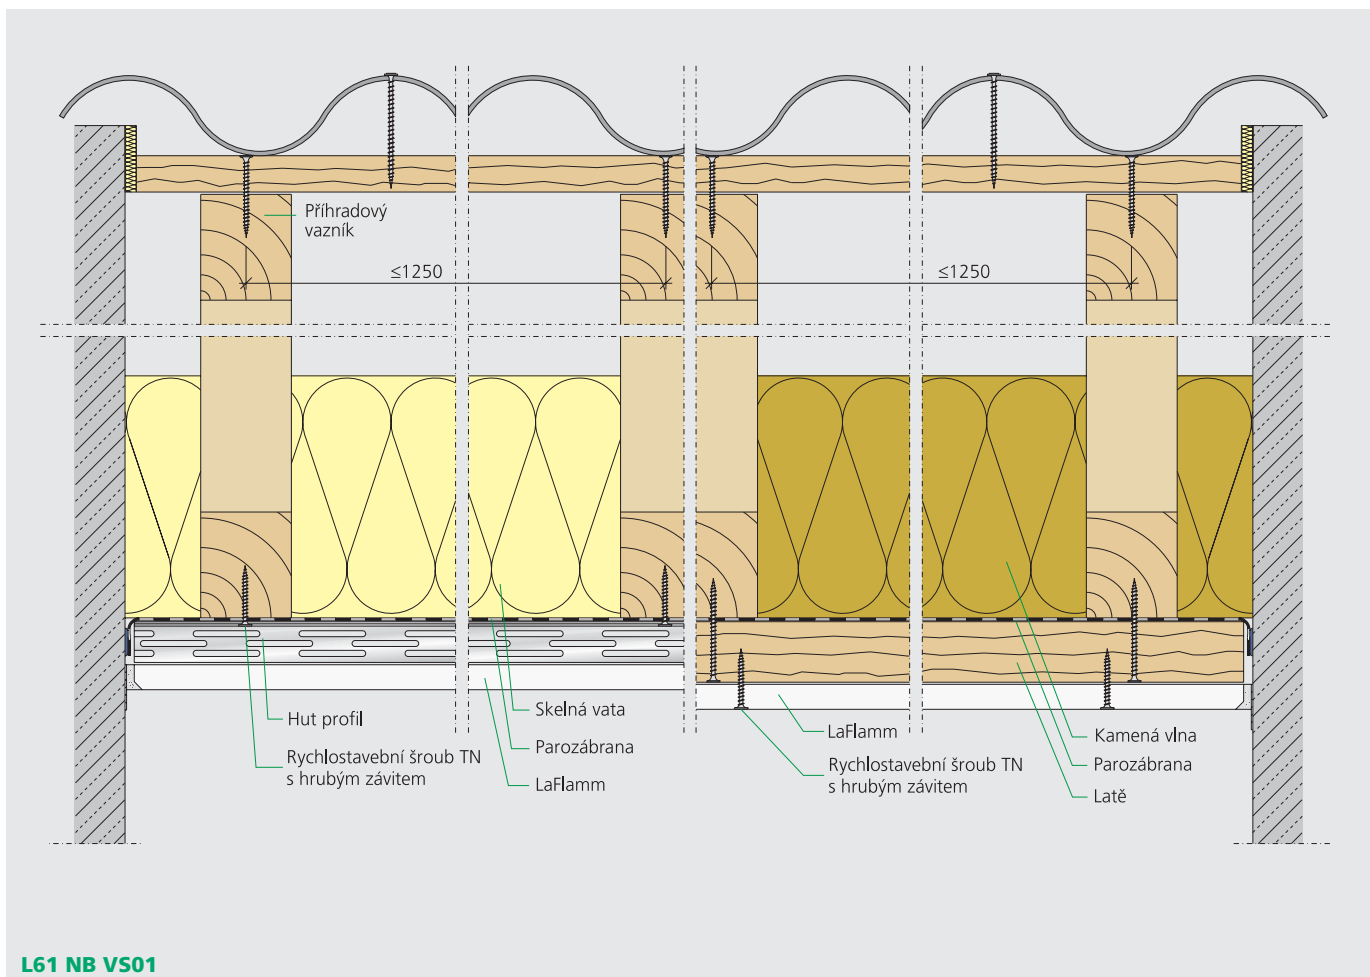 Příhradový
vazník
≤1250
≤1250
Hut profil
Rychlostavební šroub TN
s hrubým závitem
Skelná vata
Parozábrana
LaFlamm
LaFlamm
Rychlostavební šroub TN
s hrubým závitem
Kamená vlna
Parozábrana
Latě
L61 NB VS01